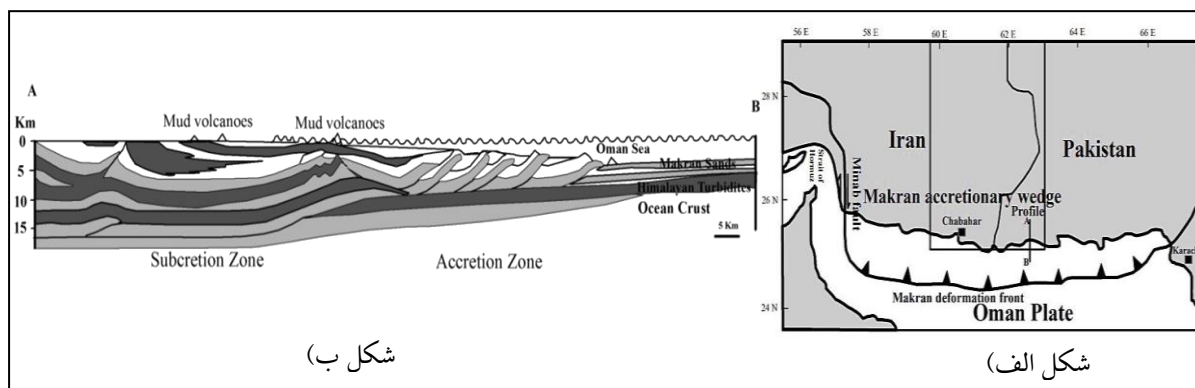 A
Km
0
5
10
15
Mud volcanoes
Mud volcanoes
Oman Sea
Makran Sands
Himalayan Turbidites
Ocean Crust
B
5 Km
Subcretion Zone
Accretion Zone
شکل ب)
56 E
58 E
60 E
62 E
64 E
66 E
28 N
26 N
24 N
Iran
Pakistan
Strait of
Hormuz
Minab fault
Makran accretionary wedge
Profile
A
Chabahar
B
Karac
Makran deformation front
Oman Plate
شکل الف)